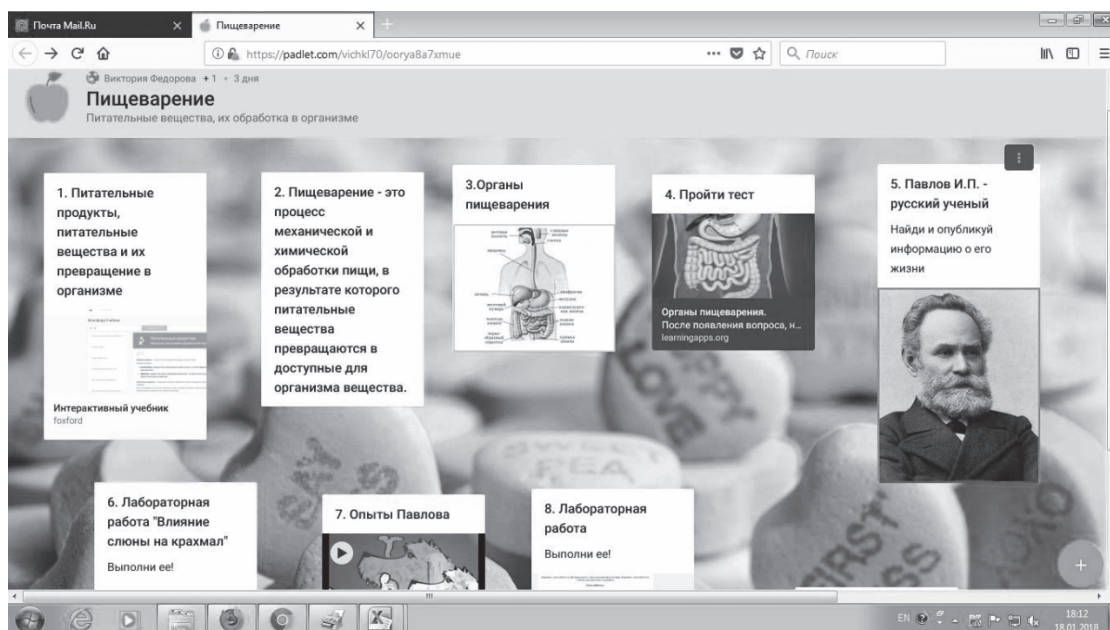 Почта Mail.Ru
Пищеварение
https://padlet.com/vichkl70/oorya8a7xmue
Поиск
Виктория Федорова + 1 • 3 дня
Пищеварение
Питательные вещества, их обработка в организме
1. Питательные
продукты,
питательные
вещества и их
превращение в
организме
Интерактивный учебник
foxford
2. Пищеварение - это
процесс
механической и
химической
обработки пищи, в
результате которого
питательные
вещества
превращаются в
доступные для
организма вещества.
3.Органы
пищеварения
4. Пройти тест
Органы пищеварения.
После появления вопроса, н...
learningapps.org
5. Павлов И.П. -
русский ученый
Найди и опубликуй
информацию о его
жизни
6. Лабораторная
работа "Влияние
слюны на крахмал"
Выполни ее!
7. Опыты Павлова
8. Лабораторная
работа
Выполни ее!
LOVE
SWEET
PEA
FIRST
EN
18:12
18.01.2018